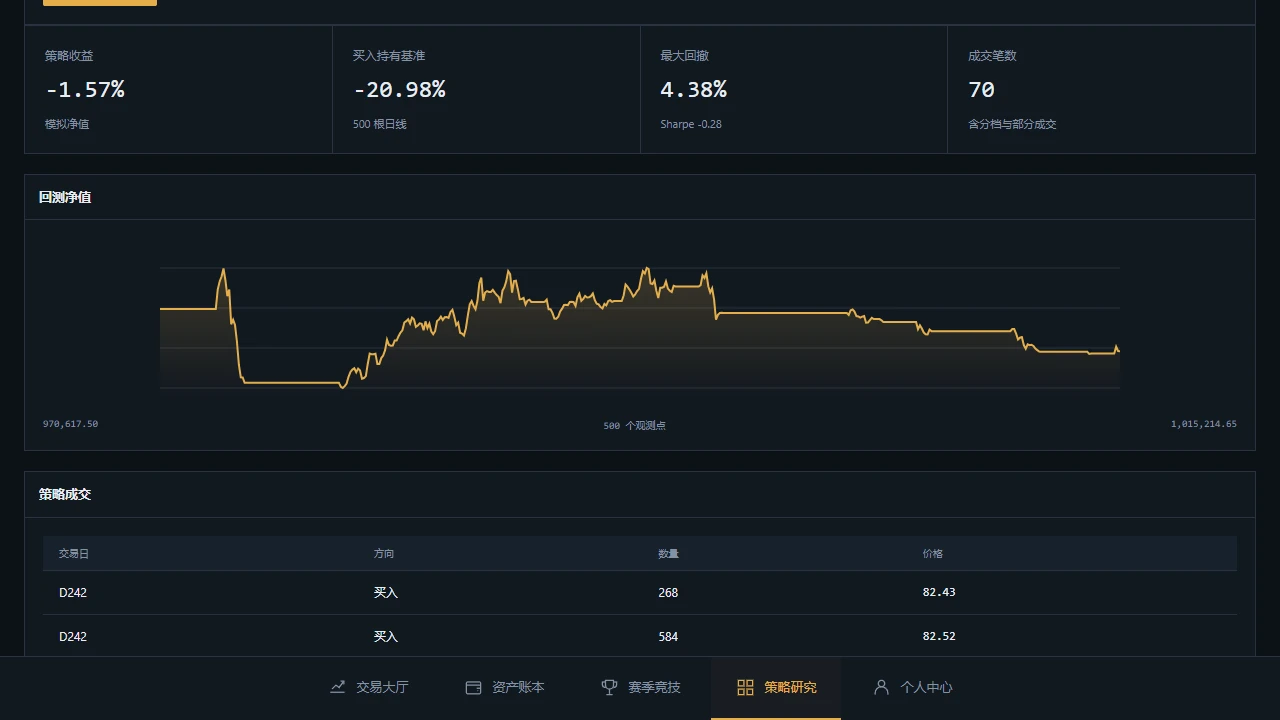 策略收益
买入持有基准
最大回撤
成交笔数
-1.57%
-20.98%
4.38%
70
模拟净值
500 根日线
Sharpe -0.28
含分档与部分成交
回测净值
970,617.50
500 个观测点
1,015,214.65
策略成交
交易日 方向 数量 价格
D242 买入 268 82.43
D242 买入 584 82.52
交易大厅 资产账本 赛季竞技 策略研究 个人中心